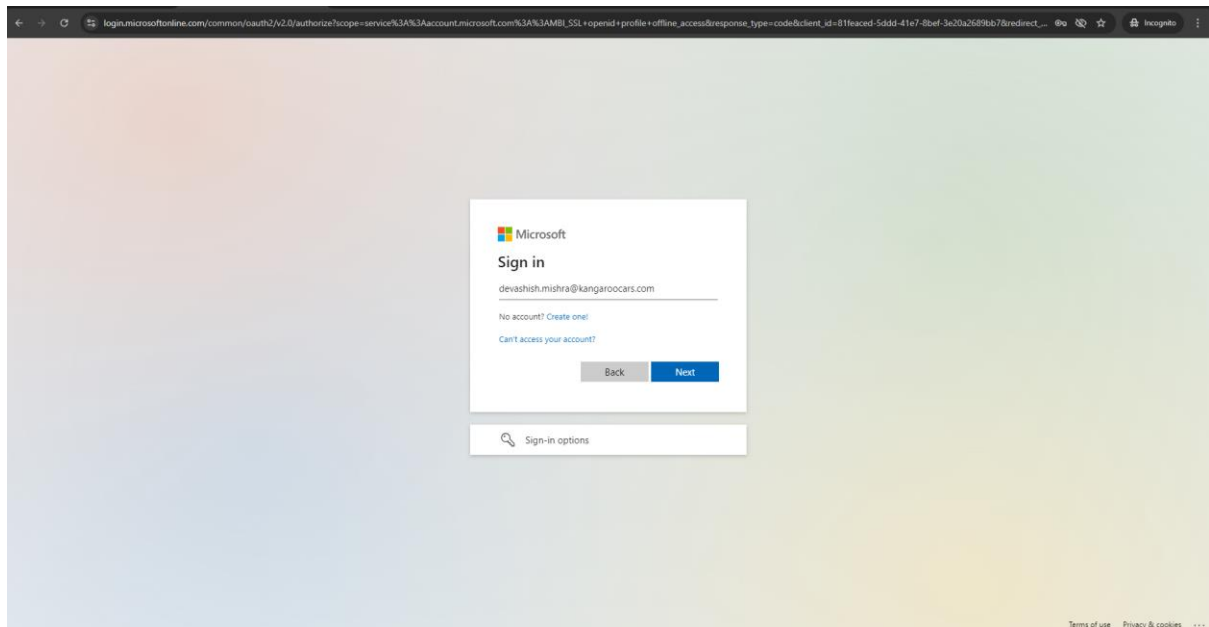 login.microsoftonline.com/common/oauth2/v2.0/authorize?scope=service%3A%3Aaccount.microsoft.com%3A%3AMBI_SSL+openid+profile+offline_access&response_type=code&client_id=81feaced-5ddd-41e7-8bef-3e20a2689bb7&redirect_... Incognito
Microsoft
Sign in
devashish.mishra@kangaroocars.com
No account? Create one!
Can't access your account?
Back Next
Sign-in options
Terms of use Privacy & cookies ...